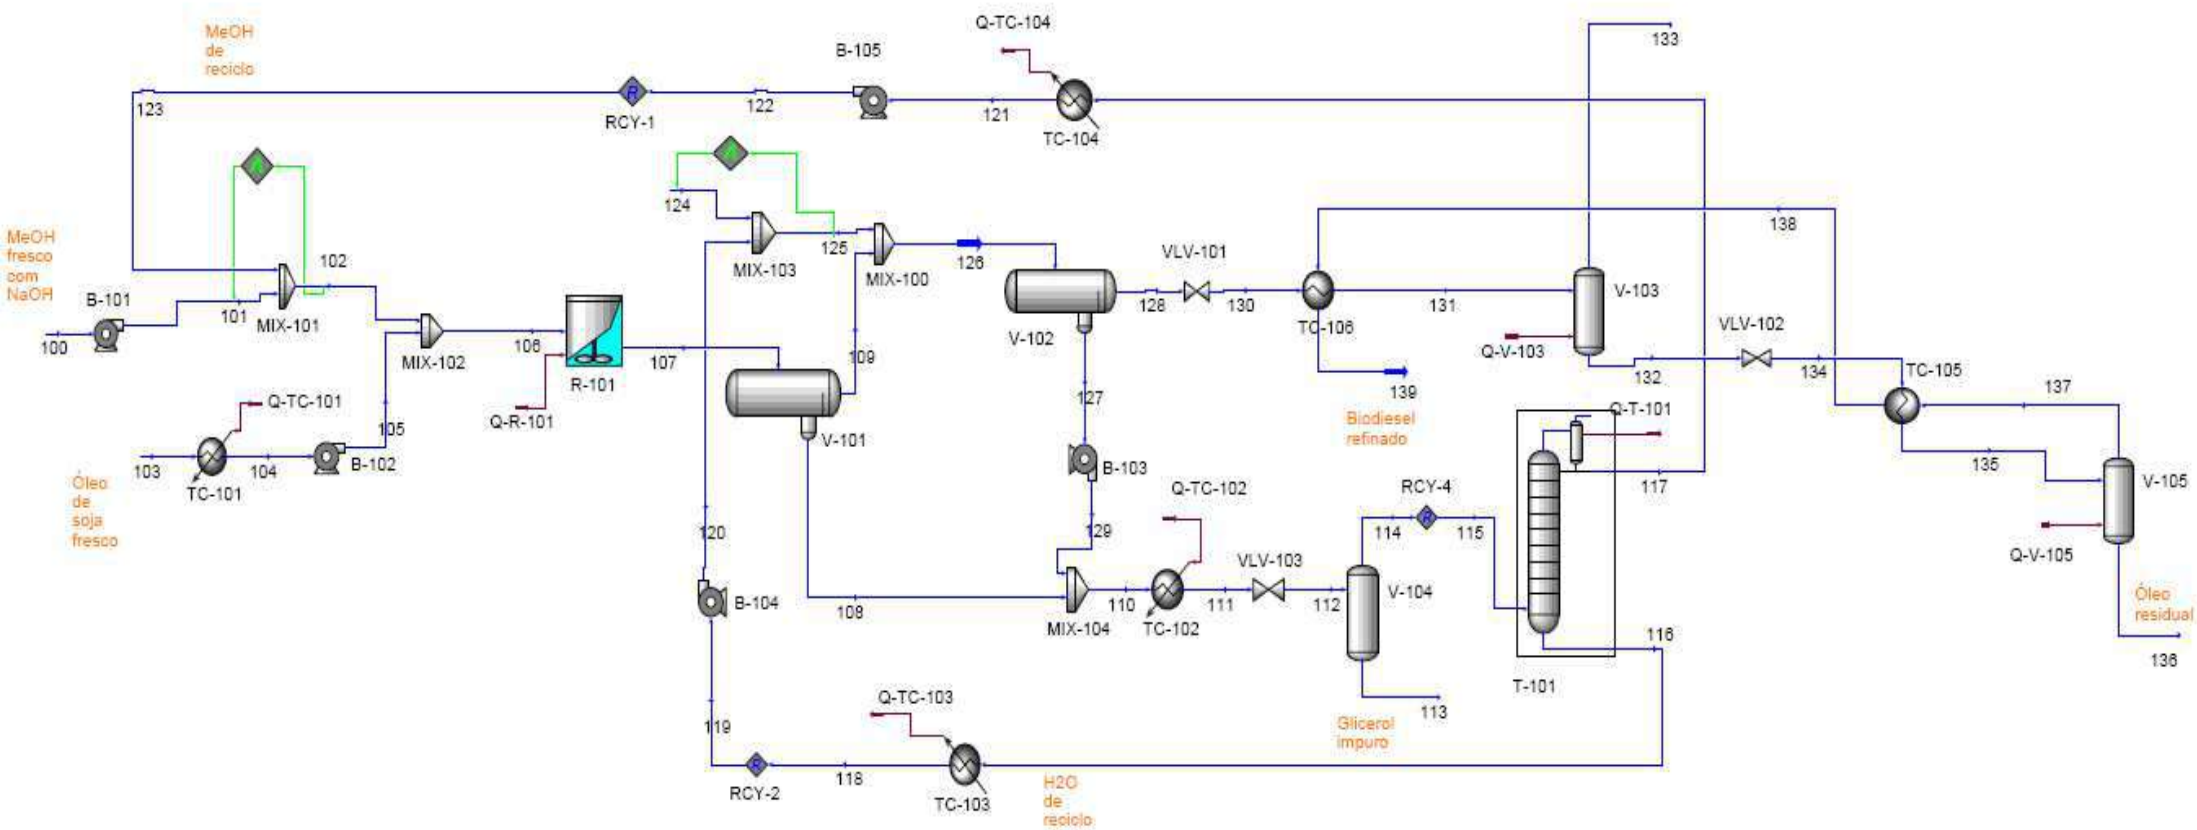 MeOH
de
reciclo
Q-TC-104
B-105
133
123
RCY-1
122
121
TC-104
A
A
124
125
MIX-103
MIX-100
126
VLV-101
138
MeOH
fresco
com
NaOH
B-101
102
101
MIX-101
100
MIX-102
106
R-101
107
109
V-102
128
130
TC-106
131
V-103
Q-V-103
VLV-102
132
134
TC-105
137
139
Biodiesel
refinado
Q-T-101
Q-TC-101
105
Q-R-101
V-101
127
103
TC-101
104
B-102
Óleo
de
soja
fresco
B-103
Q-TC-102
RCY-4
117
135
V-105
120
129
114
115
Q-V-105
VLV-103
B-104
108
110
111
112
V-104
MIX-104
TC-102
116
Óleo
residual
136
T-101
113
Glicerol
impuro
Q-TC-103
119
RCY-2
118
TC-103
H2O
de
reciclo